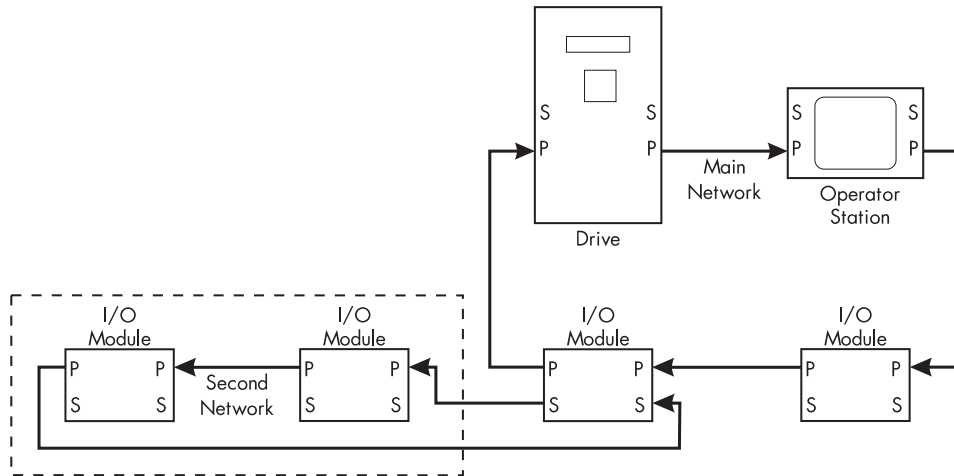 S S
P P
Drive
Main
Network
S S
P P
Operator
Station
I/O
Module
P P
S S
Second
Network
I/O
Module
P P
S S
I/O
Module
P P
S S
I/O
Module
P P
S S